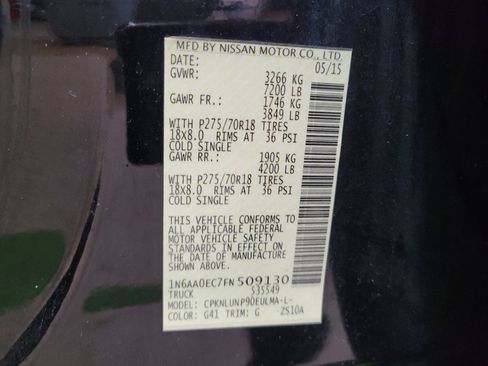 MFD BY NISSAN MOTOR CO., LTD.
DATE: 05/15
GVWR: 3266 KG
7200 LB
GAWR FR.: 1746 KG
3849 LB
WITH P275/70R18 TIRES
18x8.0 RIMS AT 36 PSI
COLD SINGLE
GAWR RR.: 1905 KG
4200 LB
WITH P275/70R18 TIRES
18x8.0 RIMS AT 36 PSI
COLD SINGLE
THIS VEHICLE CONFORMS TO
ALL APPLICABLE FEDERAL
MOTOR VEHICLE SAFETY
STANDARDS IN EFFECT ON
THE DATE OF MANUFACTURE
SHOWN ABOVE.
1N6AA0EC7FN509130
TRUCK 535549
MODEL: CPKNLUNP90EULMA-L-
COLOR: G41 TRIM: G ZS10A